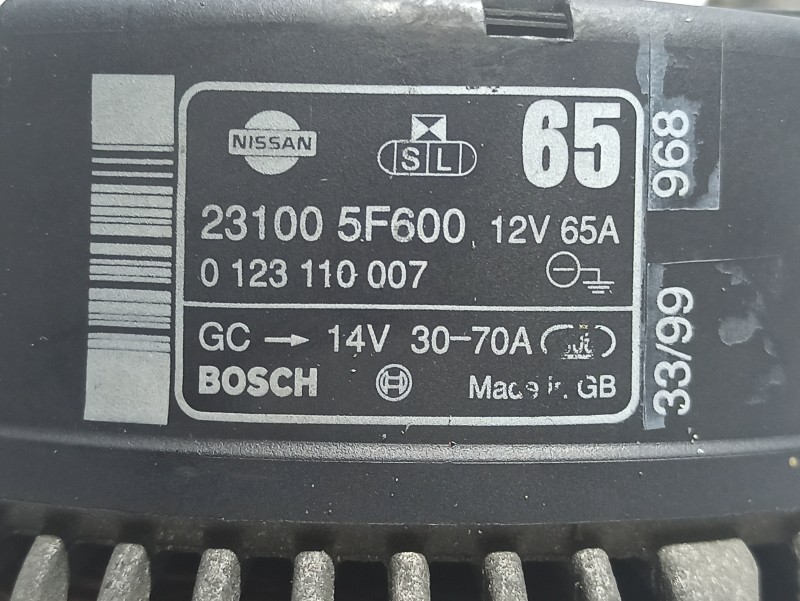 NISSAN
S L
65
23100 5F600 12V 65A
0 123 110 007
GC → 14V 30-70A
BOSCH
Made in GB
968
33/99